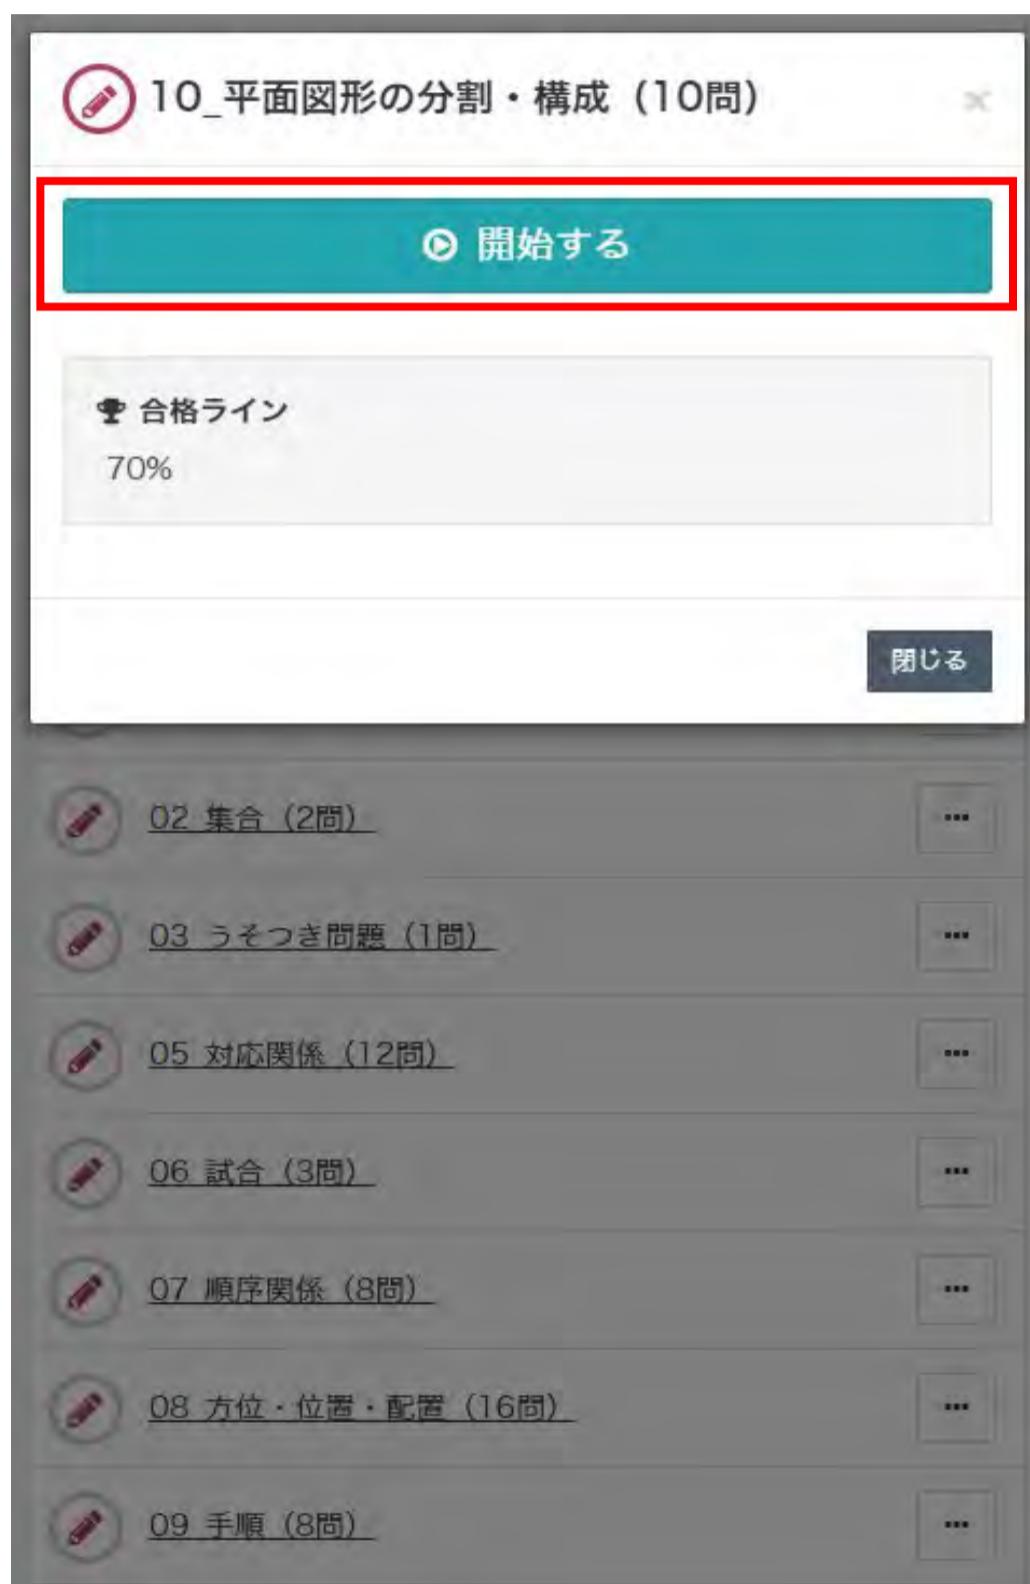 10_平面図形の分割・構成（10問）
開始する
合格ライン
70%
閉じる
02_集合（2問）
03_うそつき問題（1問）
05_対応関係（12問）
06_試合（3問）
07_順序関係（8問）
08_方位・位置・配置（16問）
09_手順（8問）